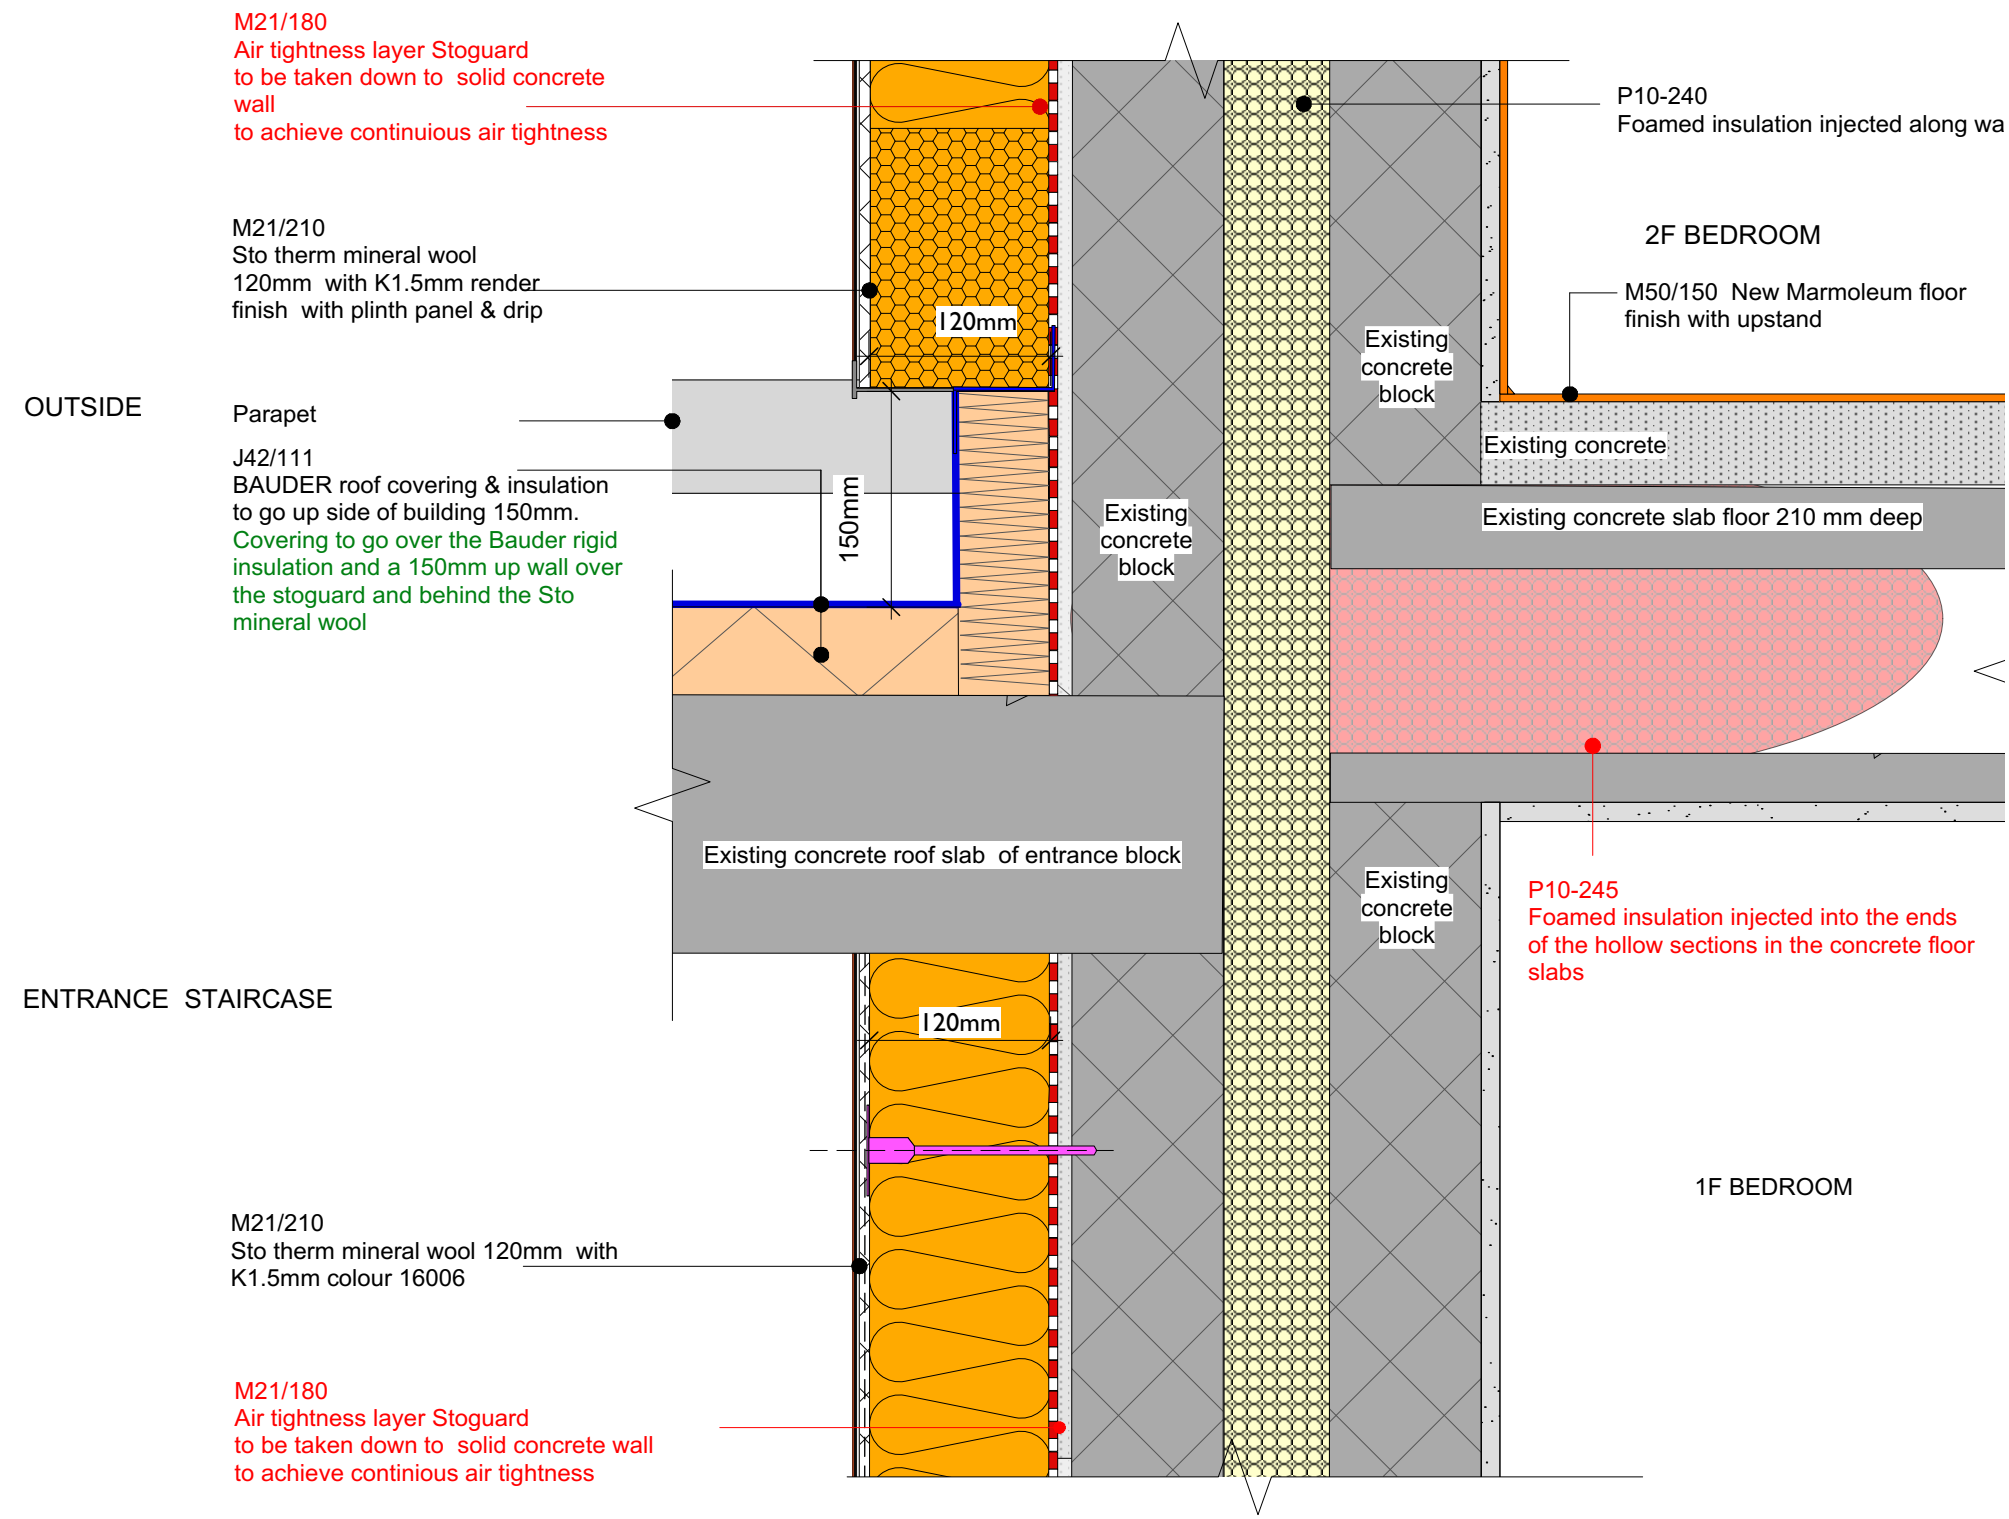 M21/180
Air tightness layer Stoguard
to be taken down to  solid concrete
wall
to achieve continuious air tightness
M21/210
Sto therm mineral wool
120mm  with K1.5mm render
finish  with plinth panel & drip
OUTSIDE
Parapet
J42/111
BAUDER roof covering & insulation
to go up side of building 150mm.
Covering to go over the Bauder rigid
insulation and a 150mm up wall over
the stoguard and behind the Sto
mineral wool
ENTRANCE  STAIRCASE
M21/210
Sto therm mineral wool 120mm  with
K1.5mm colour 16006
M21/180
Air tightness layer Stoguard
to be taken down to  solid concrete wall
to achieve continious air tightness
120mm
150mm
Existing
concrete
block
Existing concrete roof slab  of entrance block
120mm
Existing
concrete
block
Existing
concrete
block
P10-240
Foamed insulation injected along wa
2F BEDROOM
M50/150  New Marmoleum floor
finish with upstand
Existing concrete
Existing concrete slab floor 210 mm deep
P10-245
Foamed insulation injected into the ends
of the hollow sections in the concrete floor
slabs
1F BEDROOM